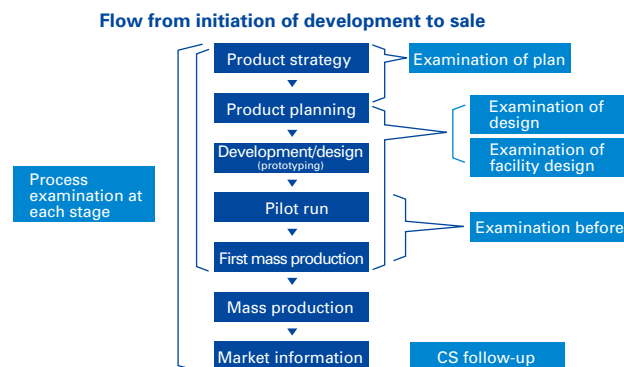 Flow from initiation of development to sale
Product strategy
Examination of plan
Product planning
Examination of
design
Development/design
(prototyping)
Examination of
facility design
Process
examination at
each stage
Pilot run
Examination before
First mass production
Mass production
Market information
CS follow-up